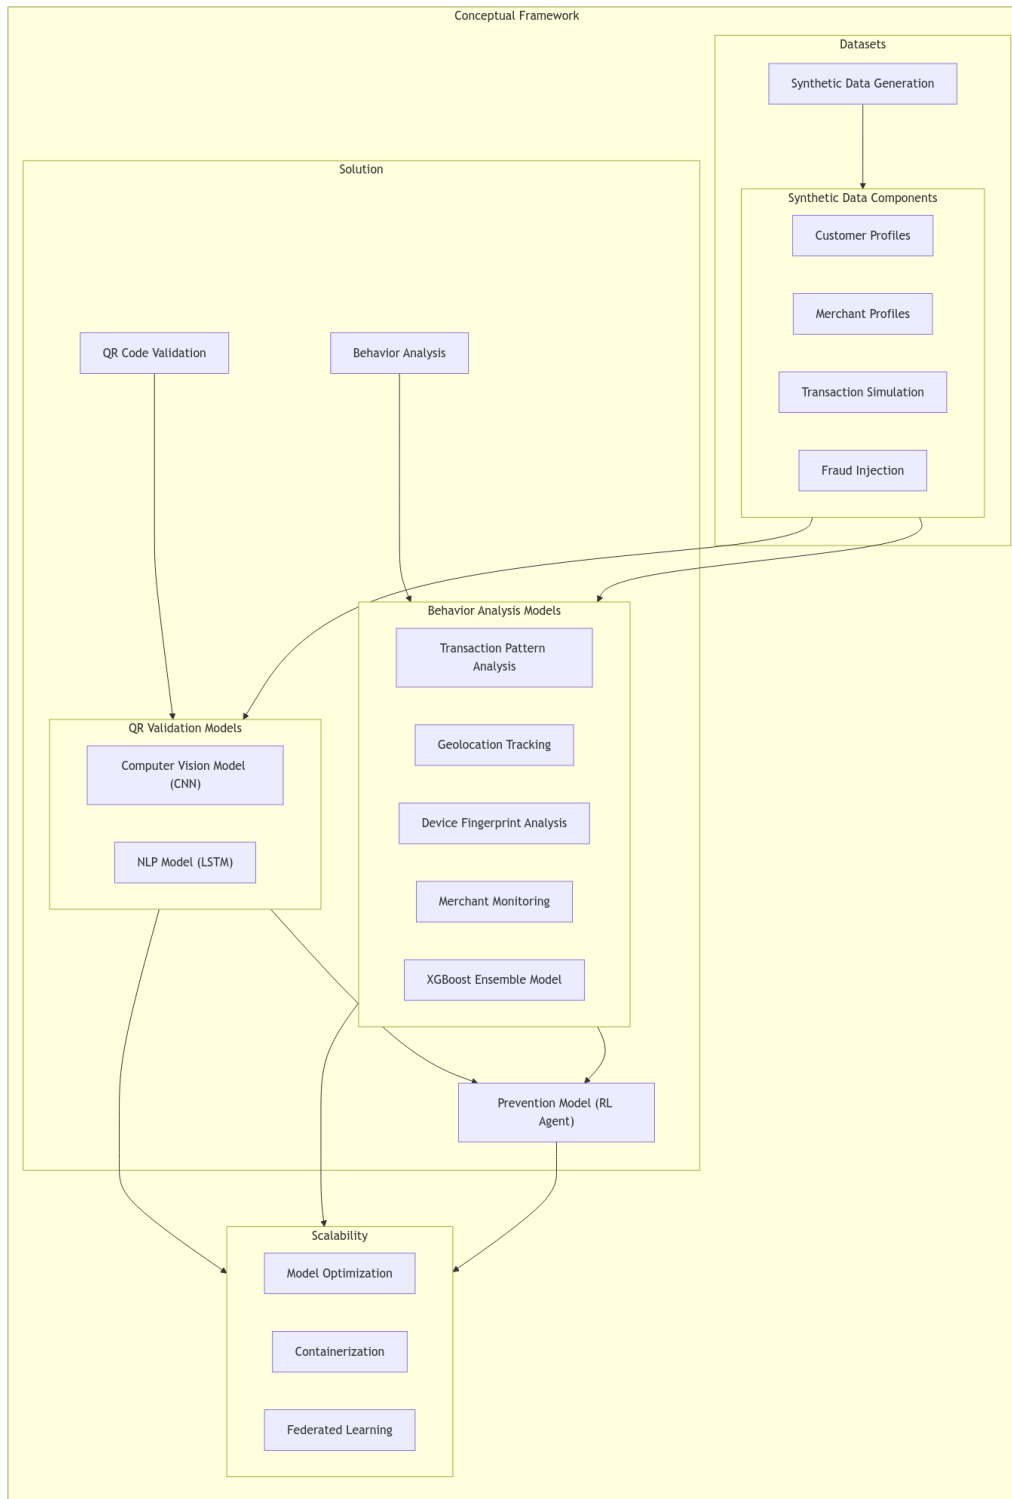 Conceptual Framework
Datasets
Synthetic Data Generation
Synthetic Data Components
Customer Profiles
Merchant Profiles
Transaction Simulation
Fraud Injection
Solution
QR Code Validation
Behavior Analysis
Behavior Analysis Models
Transaction Pattern
Analysis
Geolocation Tracking
Device Fingerprint Analysis
Merchant Monitoring
XGBoost Ensemble Model
QR Validation Models
Computer Vision Model
(CNN)
NLP Model (LSTM)
Prevention Model (RL
Agent)
Scalability
Model Optimization
Containerization
Federated Learning